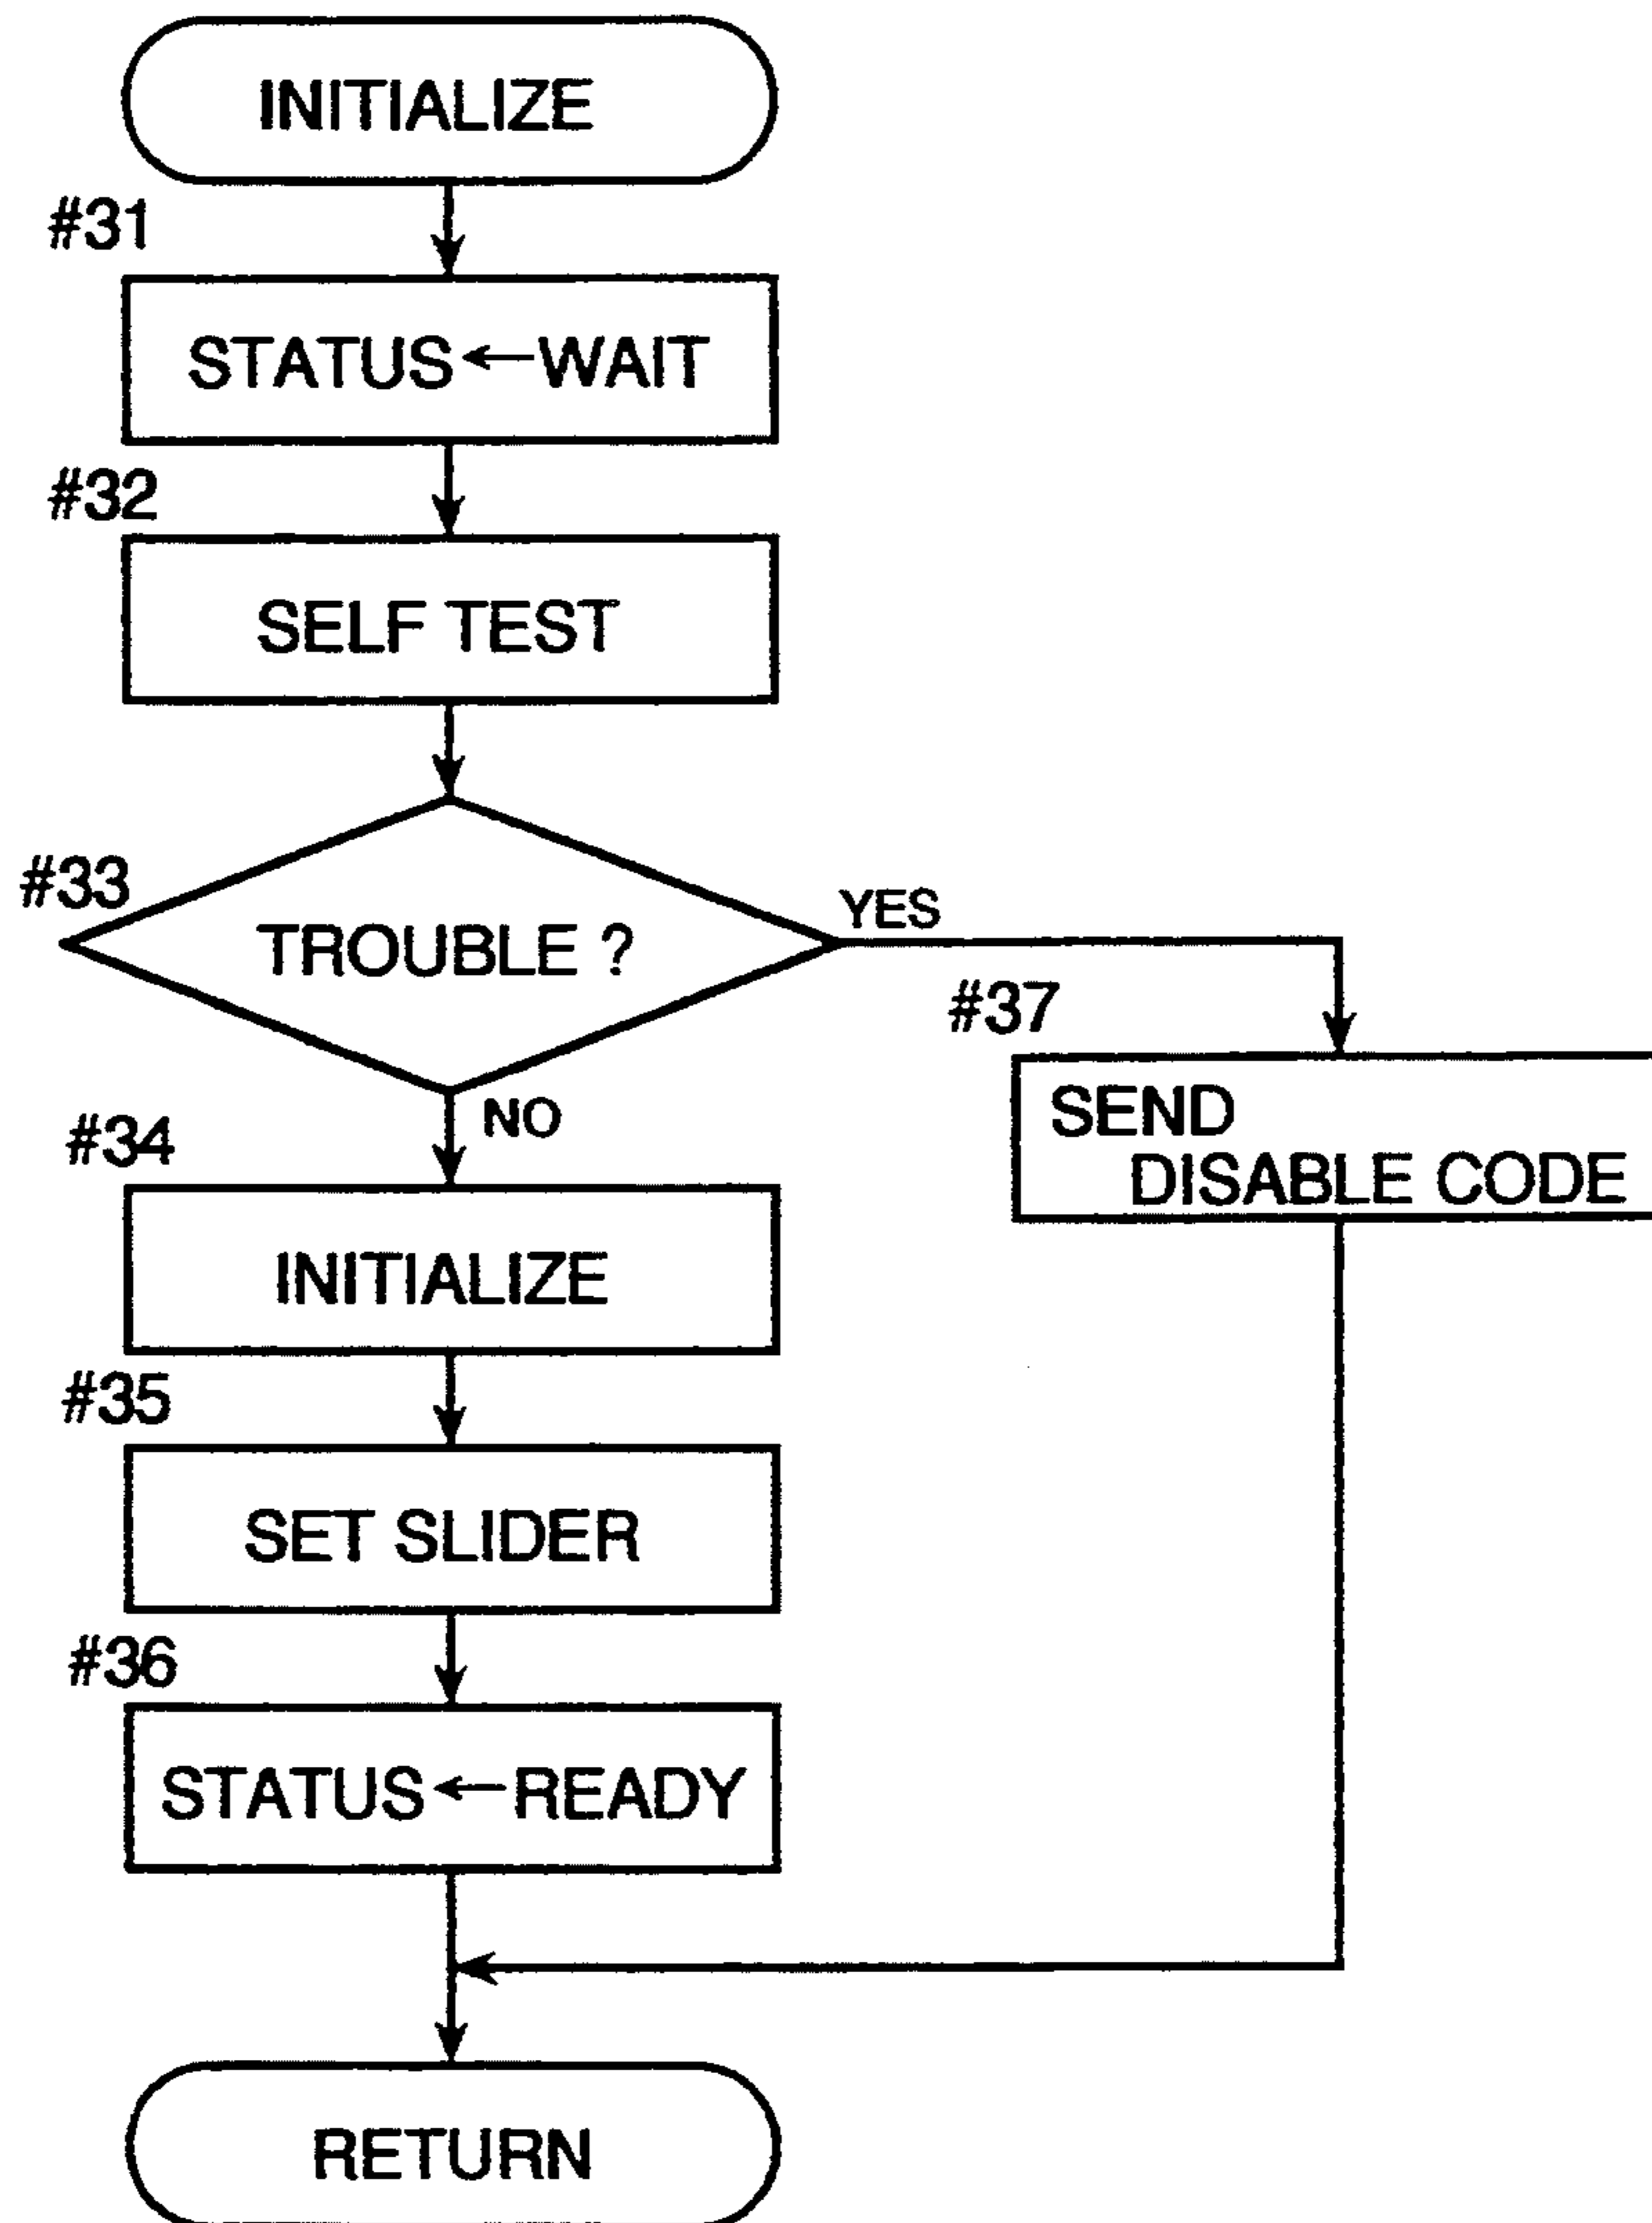 INITIALIZE
#31
STATUS ← WAIT
#32
SELF TEST
#33
TROUBLE ?
YES
#37
SEND
DISABLE CODE
NO
#34
INITIALIZE
#35
SET SLIDER
#36
STATUS ← READY
RETURN